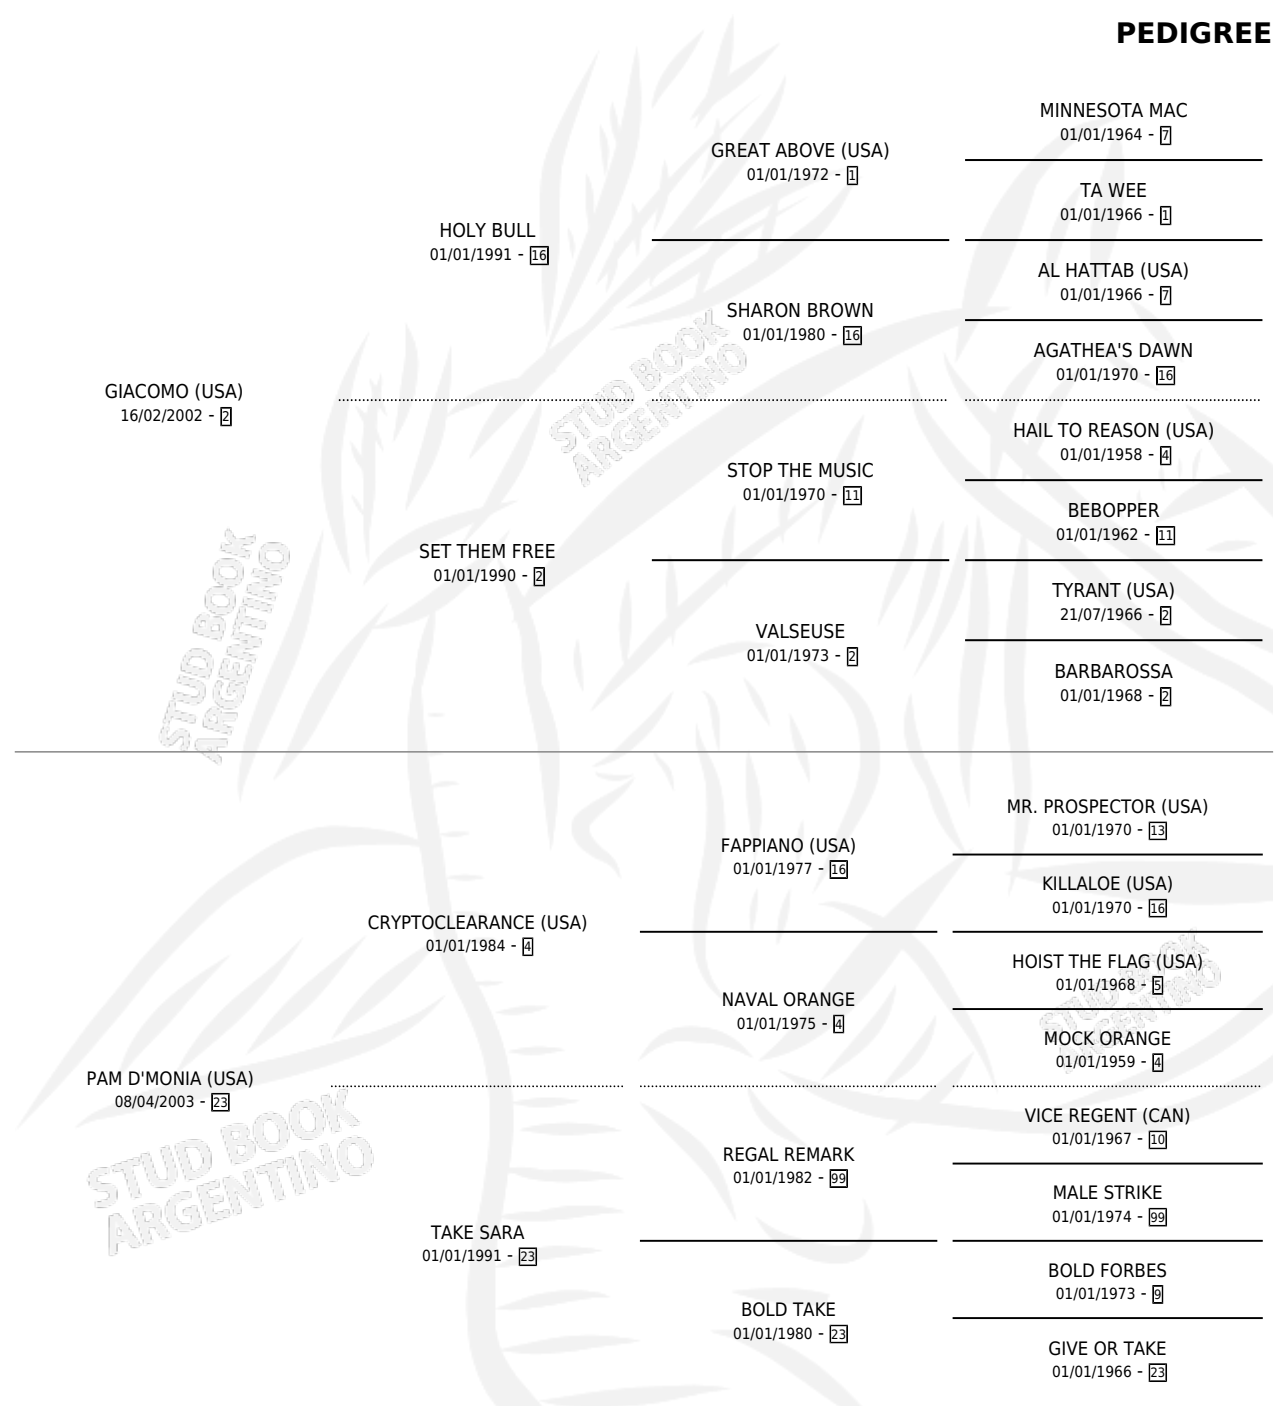 PEDIGREE
MINNESOTA MAC
01/01/1964 - 7
GREAT ABOVE (USA)
01/01/1972 - 1
TA WEE
01/01/1966 - 1
HOLY BULL
01/01/1991 - 16
AL HATTAB (USA)
01/01/1966 - 7
SHARON BROWN
01/01/1980 - 16
AGATHEA'S DAWN
01/01/1970 - 16
GIACOMO (USA)
16/02/2002 - 2
HAIL TO REASON (USA)
01/01/1958 - 4
STOP THE MUSIC
01/01/1970 - 11
BEBOPPER
01/01/1962 - 11
SET THEM FREE
01/01/1990 - 2
TYRANT (USA)
21/07/1966 - 2
VALSEUSE
01/01/1973 - 2
BARBAROSSA
01/01/1968 - 2
MR. PROSPECTOR (USA)
01/01/1970 - 13
FAPPIANO (USA)
01/01/1977 - 16
KILLALOE (USA)
01/01/1970 - 16
CRYPTOCLEARANCE (USA)
01/01/1984 - 4
HOIST THE FLAG (USA)
01/01/1968 - 5
NAVAL ORANGE
01/01/1975 - 4
MOCK ORANGE
01/01/1959 - 4
PAM D'MONIA (USA)
08/04/2003 - 23
VICE REGENT (CAN)
01/01/1967 - 10
REGAL REMARK
01/01/1982 - 99
MALE STRIKE
01/01/1974 - 99
TAKE SARA
01/01/1991 - 23
BOLD FORBES
01/01/1973 - 9
BOLD TAKE
01/01/1980 - 23
GIVE OR TAKE
01/01/1966 - 23
STUD BOOK
ARGENTINO
STUD BOOK
ARGENTINO
STUD BOOK
ARGENTINO
STUD BOOK
ARGENTINO